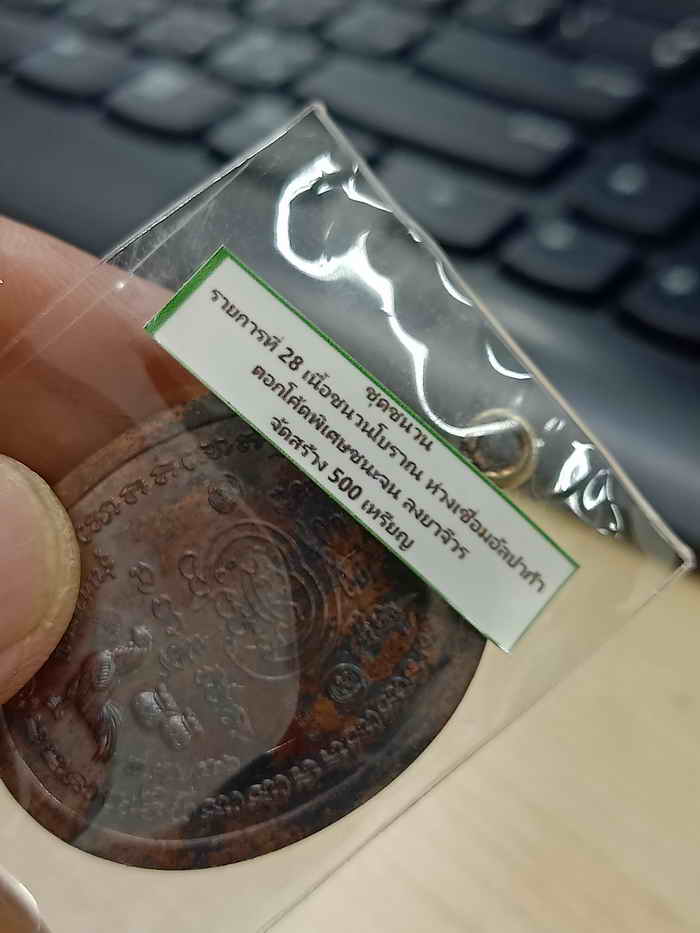 ชุดชนวน
รายการที่ 28 เนื้อชนวนโบราณ ห่วงเชื่อมอัลปาก้า
ตอกโค้ดพิเศษชนะจน ลงยาจีวร
จัดสร้าง 500 เหรียญ